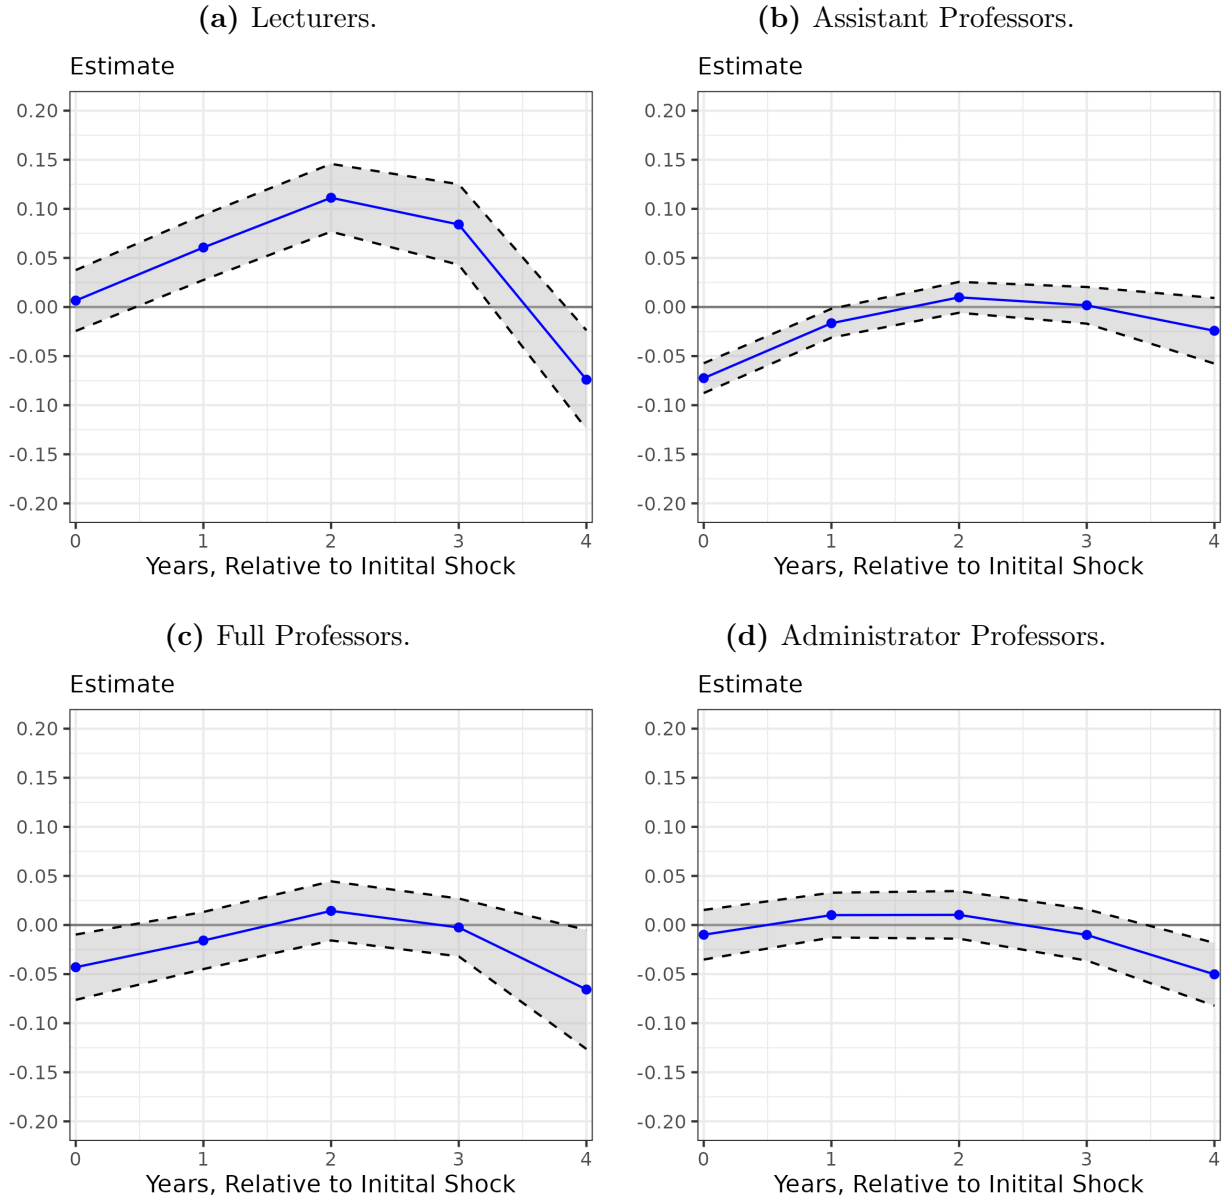 (a) Lecturers.
Estimate
0.20
0.15
0.10
0.05
0.00
-0.05
-0.10
-0.15
-0.20
0 1 2 3 4
Years, Relative to Initital Shock
(b) Assistant Professors.
Estimate
0.20
0.15
0.10
0.05
0.00
-0.05
-0.10
-0.15
-0.20
0 1 2 3 4
Years, Relative to Initital Shock
(c) Full Professors.
Estimate
0.20
0.15
0.10
0.05
0.00
-0.05
-0.10
-0.15
-0.20
0 1 2 3 4
Years, Relative to Initital Shock
(d) Administrator Professors.
Estimate
0.20
0.15
0.10
0.05
0.00
-0.05
-0.10
-0.15
-0.20
0 1 2 3 4
Years, Relative to Initital Shock